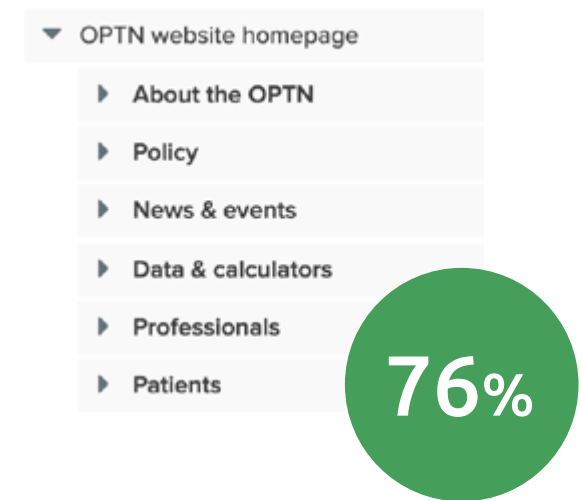 OPTN website homepage
About the OPTN
Policy
News & events
Data & calculators
Professionals
Patients
76%